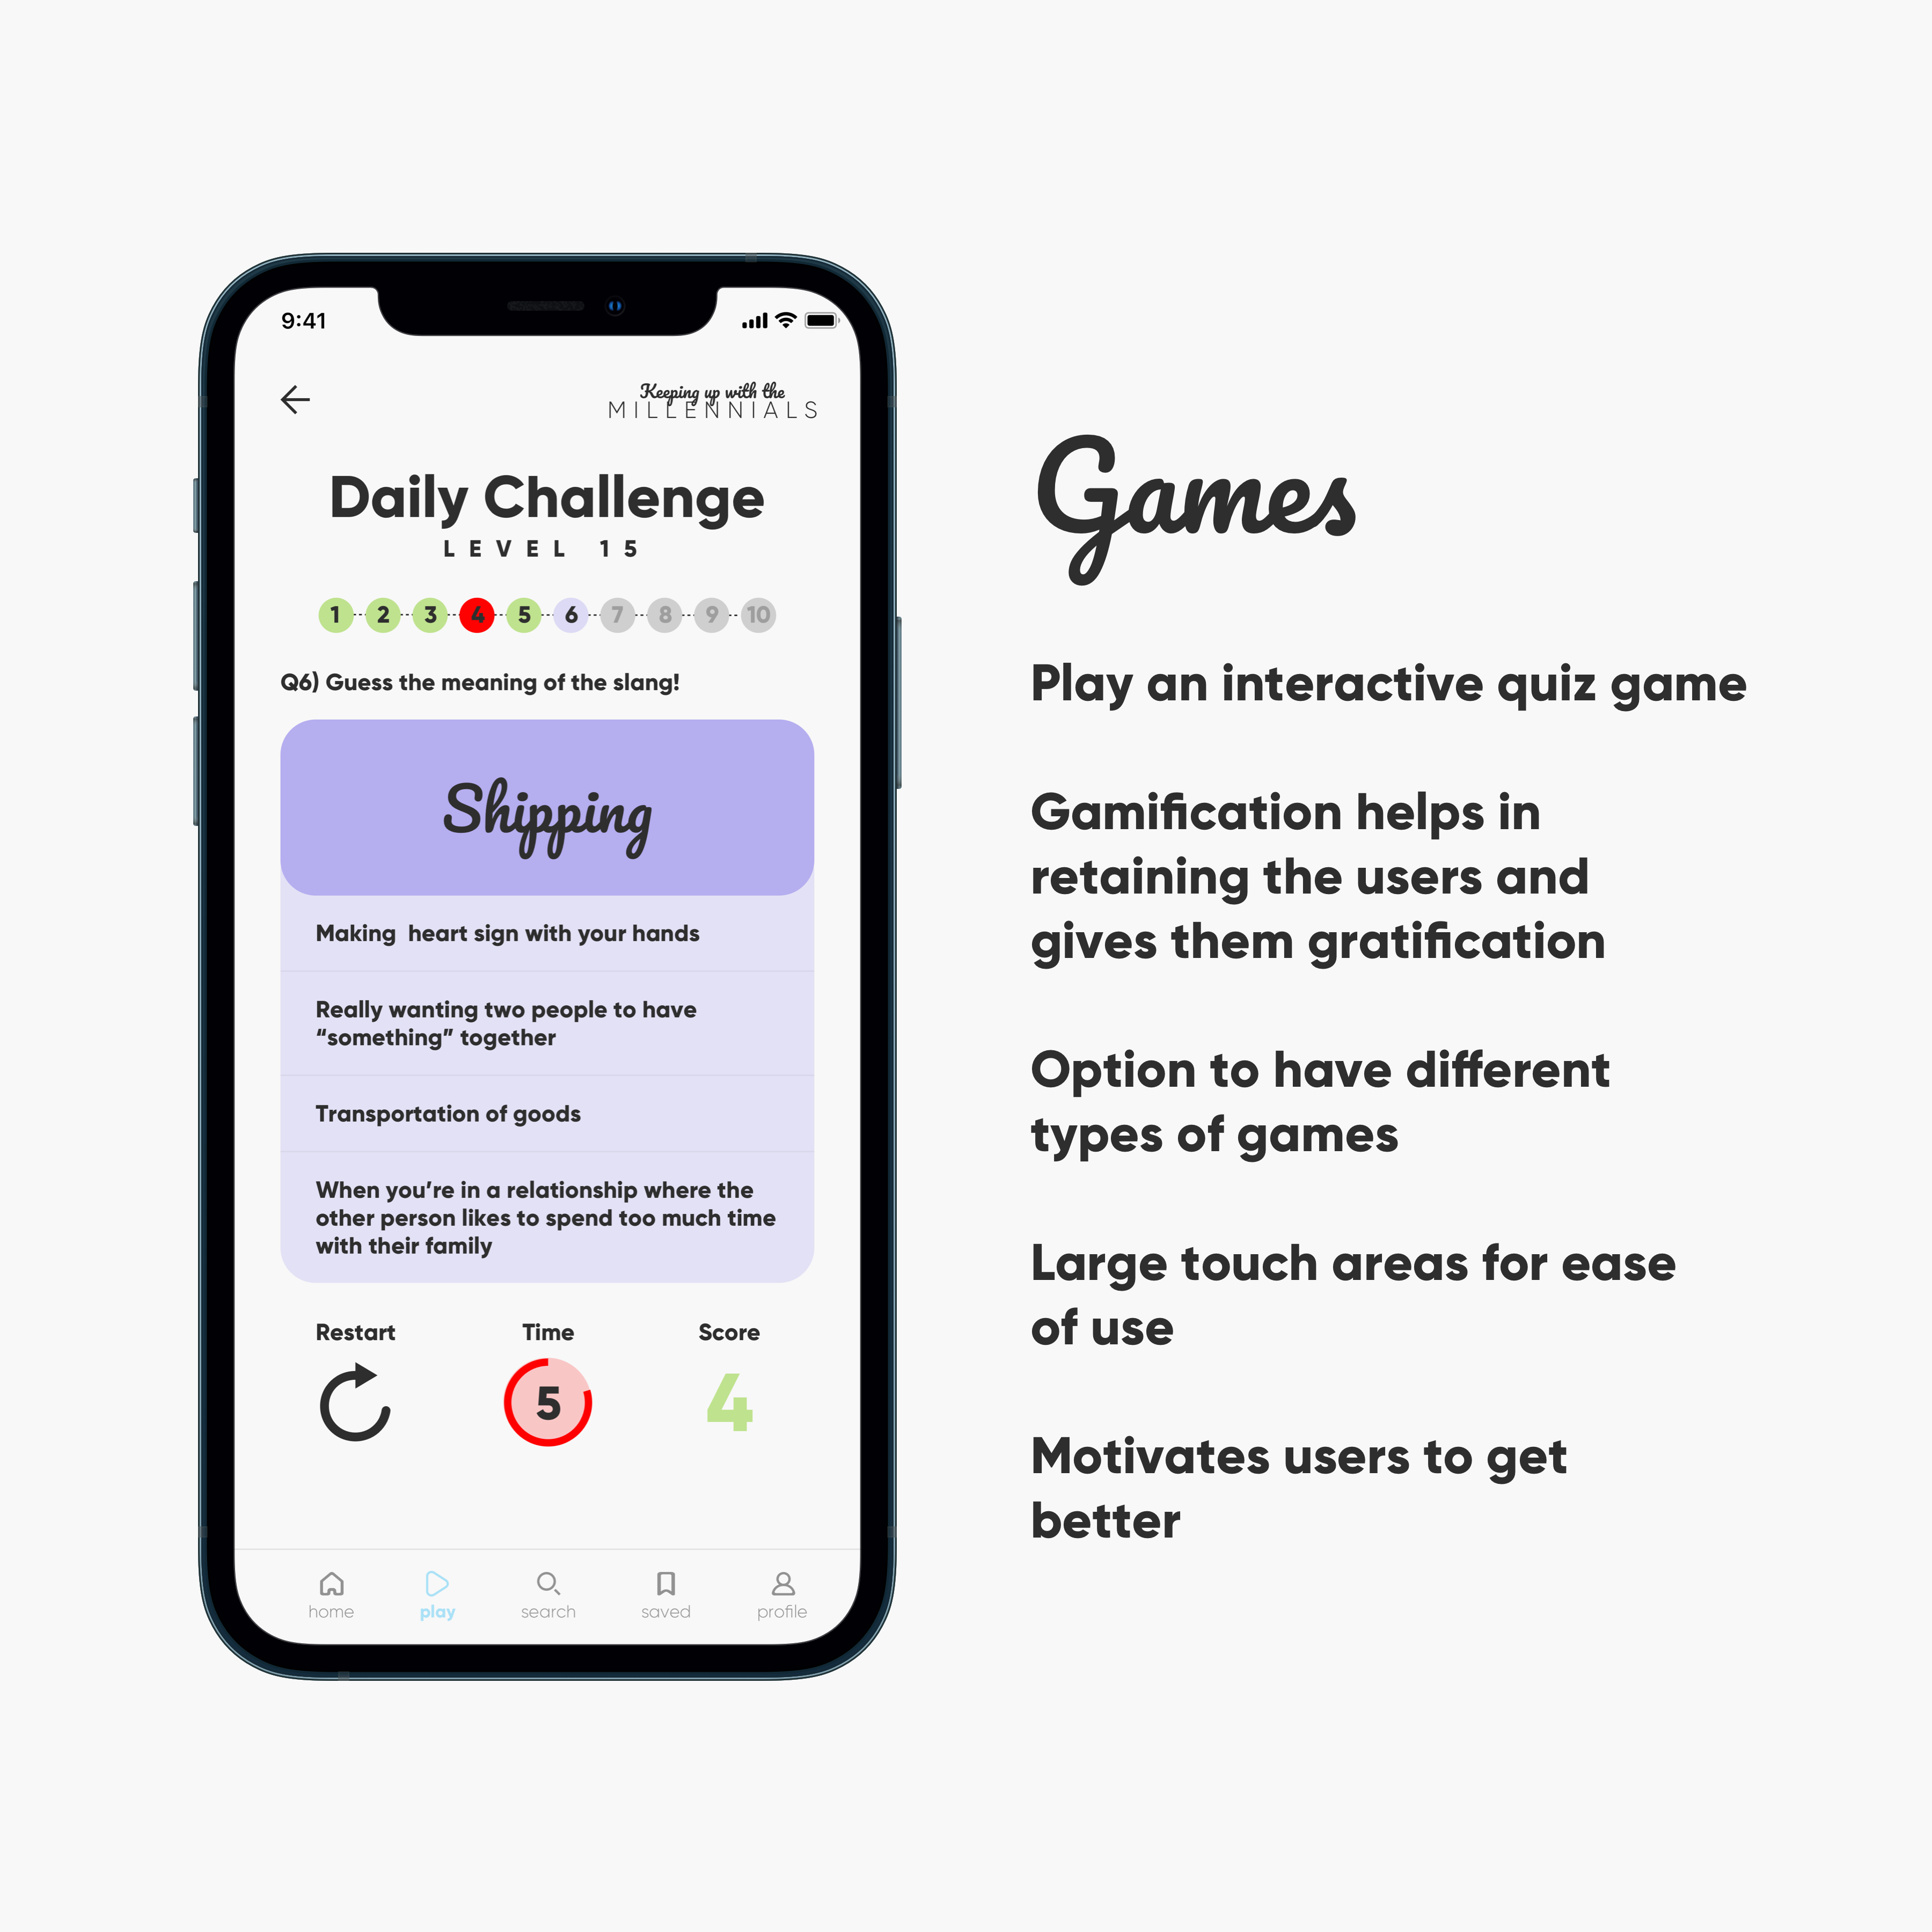 9:41
Keeping up with the
MILLENNIALS
Daily Challenge
LEVEL 15
1 2 3 4 5 6 7 8 9 10
Q6) Guess the meaning of the slang!
Shipping
Making  heart sign with your hands
Really wanting two people to have
“something” together
Transportation of goods
When you’re in a relationship where the
other person likes to spend too much time
with their family
Restart Time Score
5 4
home play search saved profile
Games
Play an interactive quiz game
Gamification helps in
retaining the users and
gives them gratification
Option to have different
types of games
Large touch areas for ease
of use
Motivates users to get
better